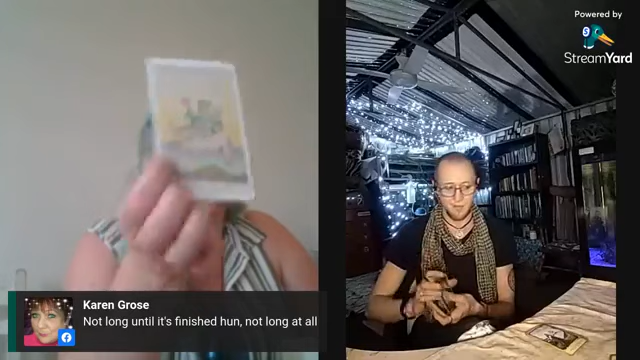 Powered by
StreamYard
Karen Grose
Not long until it's finished hun, not long at all